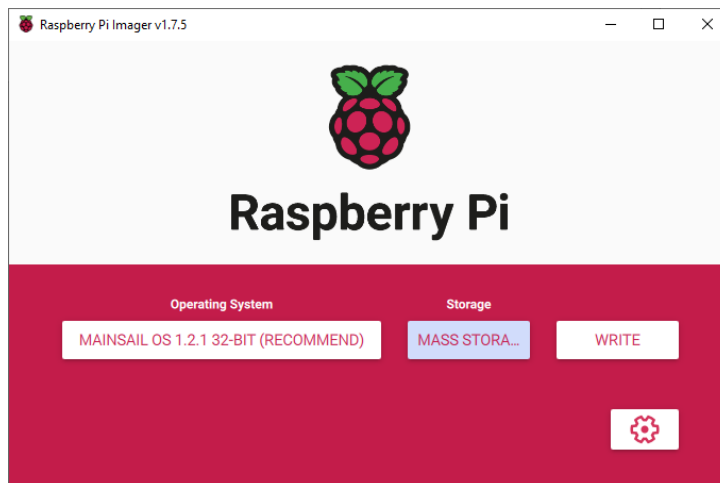 Raspberry Pi Imager v1.7.5
Raspberry Pi
Operating System
Storage
MAINSAIL OS 1.2.1 32-BIT (RECOMMEND)
MASS STORA...
WRITE